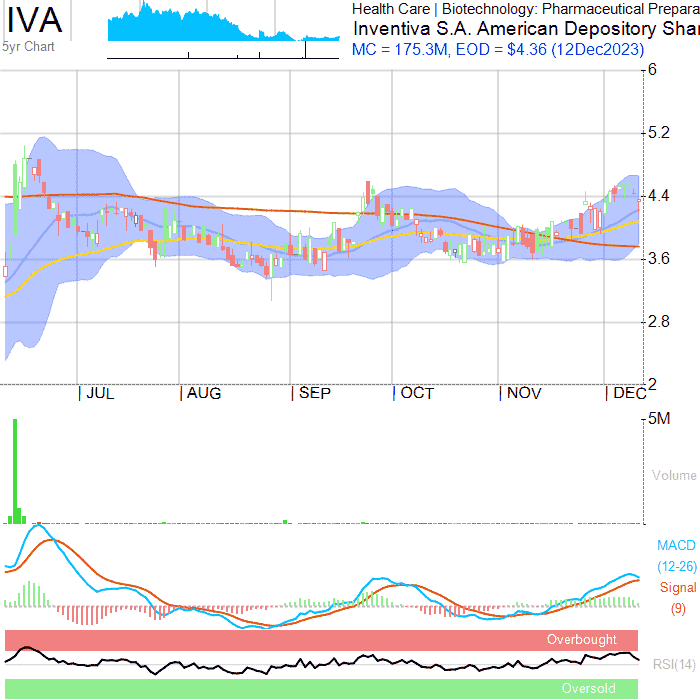 IVA
5yr Chart
Health Care | Biotechnology: Pharmaceutical Prepara
Inventiva S.A. American Depository Shar
MC = 175.3M, EOD = $4.36 (12Dec2023)
6
5.2
4.4
3.6
2.8
2
JUL
AUG
SEP
OCT
NOV
DEC
5M
Volume
MACD
(12-26)
Signal
(9)
Overbought
RSI(14)
Oversold